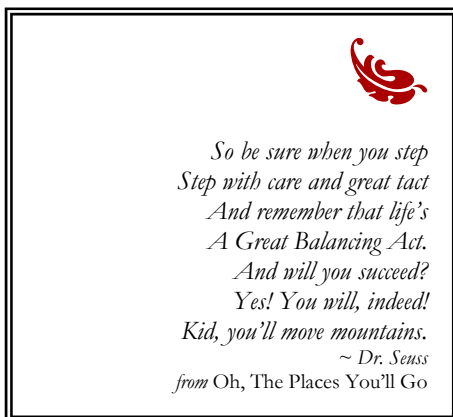 So be sure when you step
Step with care and great tact
And remember that life's
A Great Balancing Act.
And will you succeed?
Yes! You will, indeed!
Kid, you'll move mountains.
~ Dr. Seuss
from Oh, The Places You'll Go